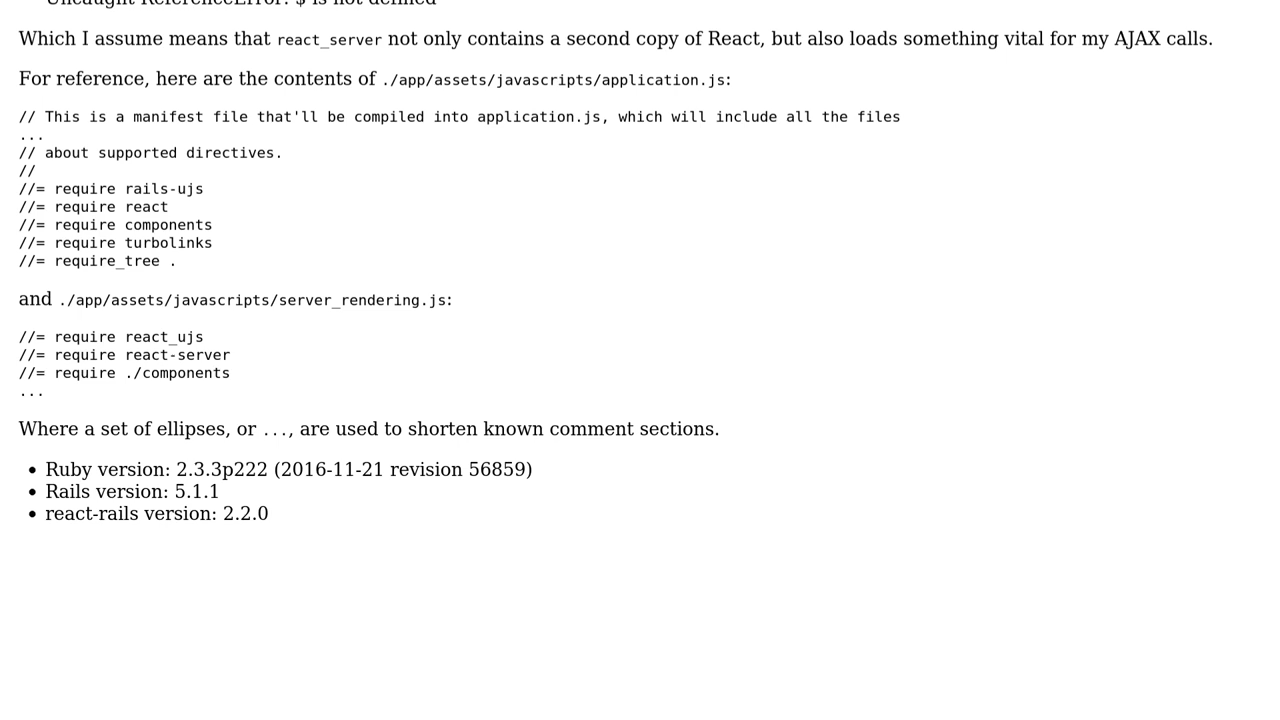 Uncaught ReferenceError: $ is not defined
Which I assume means that react_server not only contains a second copy of React, but also loads something vital for my AJAX calls.
For reference, here are the contents of ./app/assets/javascripts/application.js:
// This is a manifest file that'll be compiled into application.js, which will include all the files
...
// about supported directives.
//
//= require rails-ujs
//= require react
//= require components
//= require turbolinks
//= require_tree .
and ./app/assets/javascripts/server_rendering.js:
//= require react_ujs
//= require react-server
//= require ./components
...
Where a set of ellipses, or ..., are used to shorten known comment sections.
• Ruby version: 2.3.3p222 (2016-11-21 revision 56859)
• Rails version: 5.1.1
• react-rails version: 2.2.0